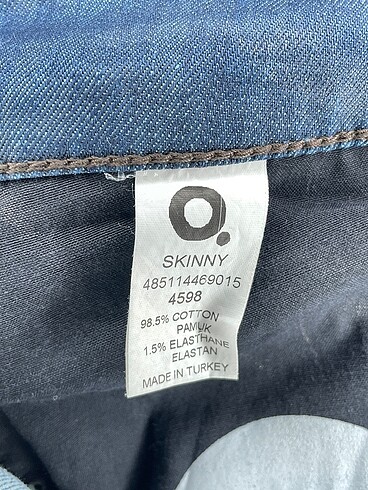 O.
SKINNY
485114469015
4598
98.5% COTTON
PAMUK
1.5% ELASTHANE
ELASTAN
MADE IN TURKEY